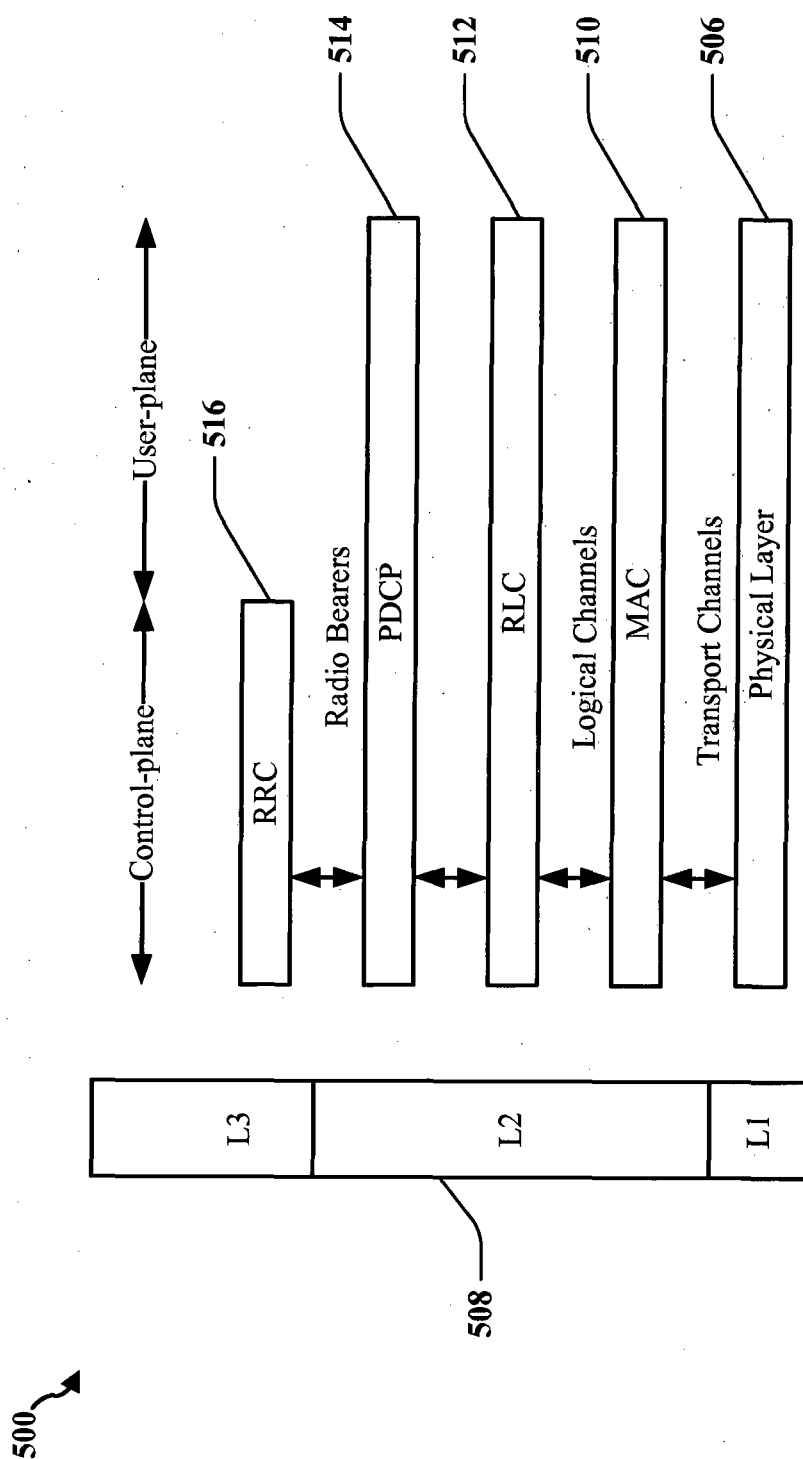 500
Control-plane
User-plane
516
L3
RRC
Radio Bearers
514
508
L2
PDCP
512
RLC
Logical Channels
510
MAC
Transport Channels
506
L1
Physical Layer